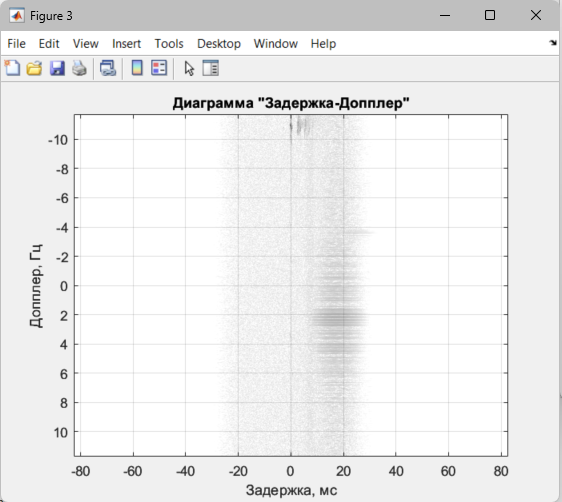 Figure 3
File Edit View Insert Tools Desktop Window Help
Диаграмма "Задержка-Допплер"
-10
-8
-6
-4
-2
0
2
4
6
8
10
Допплер, Гц
-80 -60 -40 -20 0 20 40 60 80
Задержка, мс